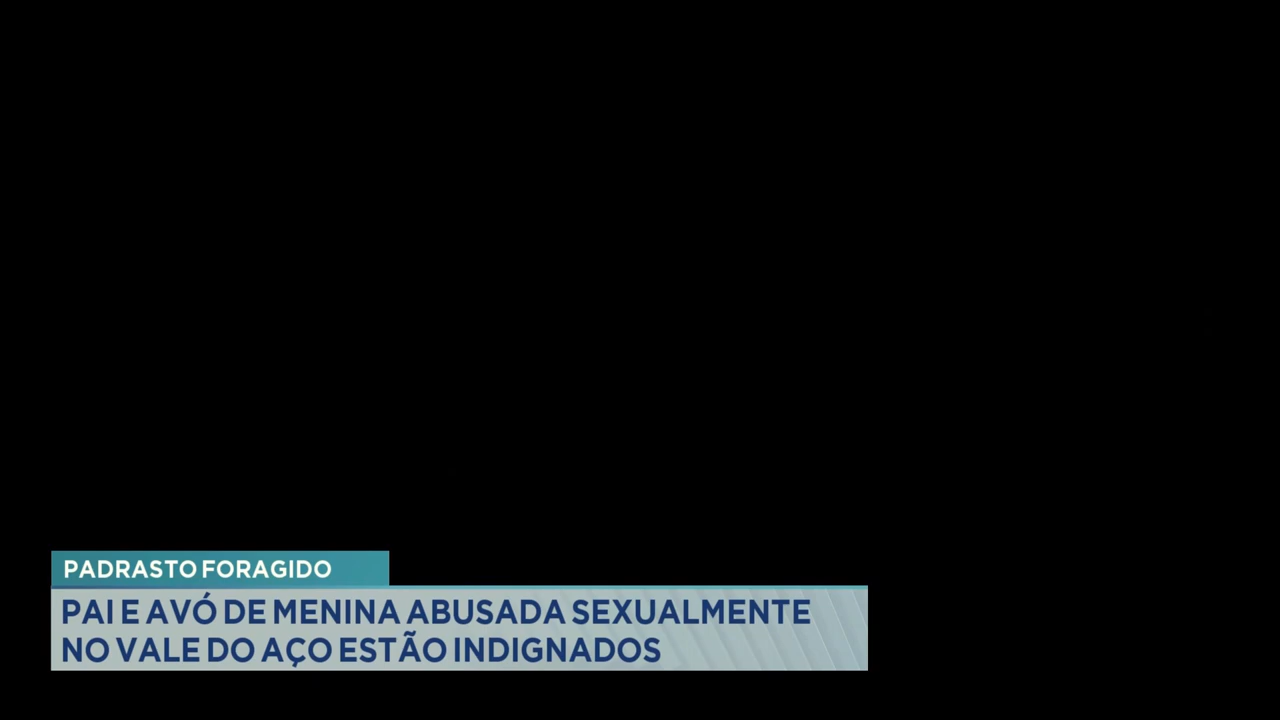 PADRASTO FORAGIDO
PAI E AVÓ DE MENINA ABUSADA SEXUALMENTE
NO VALE DO AÇO ESTÃO INDIGNADOS